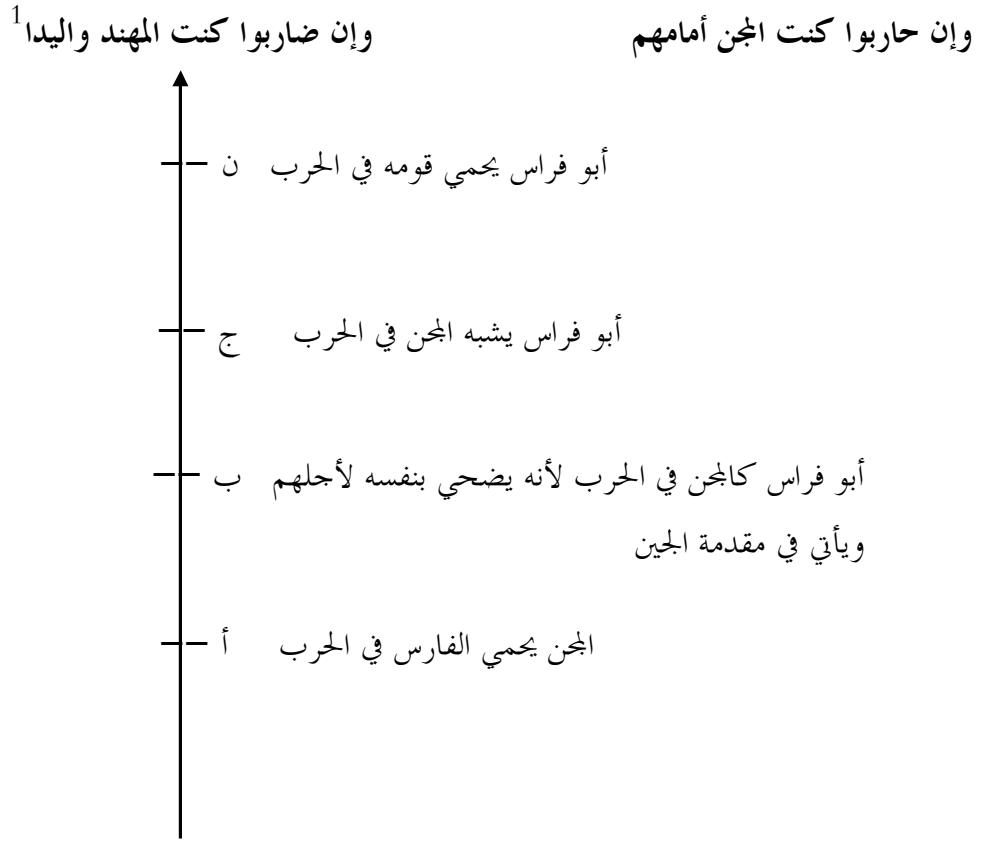 وإن حاربوا كنت المجن أمامهم وإن ضاربوا كنت المهند واليدا1
ن أبو فراس يحمي قومه في الحرب
ج أبو فراس يشبه المجن في الحرب
ب أبو فراس كالمجن في الحرب لأنه يضحي بنفسه لأجلهم
ويأتي في مقدمة الجين
أ المجن يحمي الفارس في الحرب